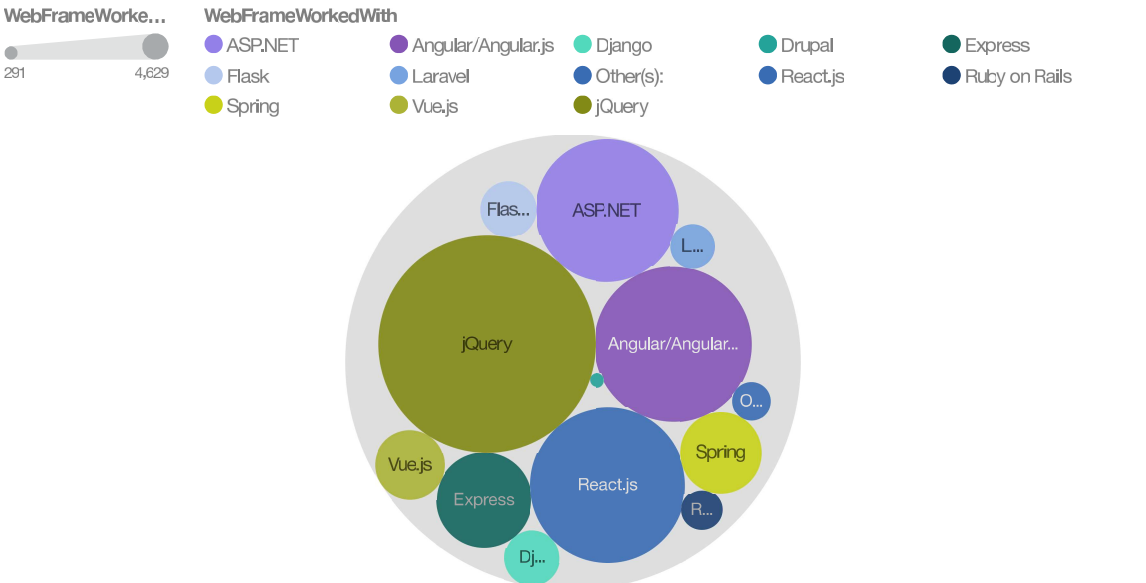 WebFrameWorke...
WebFrameWorkedWith
291
4,629
ASP.NET
Angular/Angular.js
Django
Drupal
Express
Flask
Laravel
Other(s):
React.js
Ruby on Rails
Spring
Vue.js
jQuery
Flas...
ASP.NET
L...
jQuery
Angular/Angular...
O...
Spring
Vue.js
Express
React.js
R...
Dj...